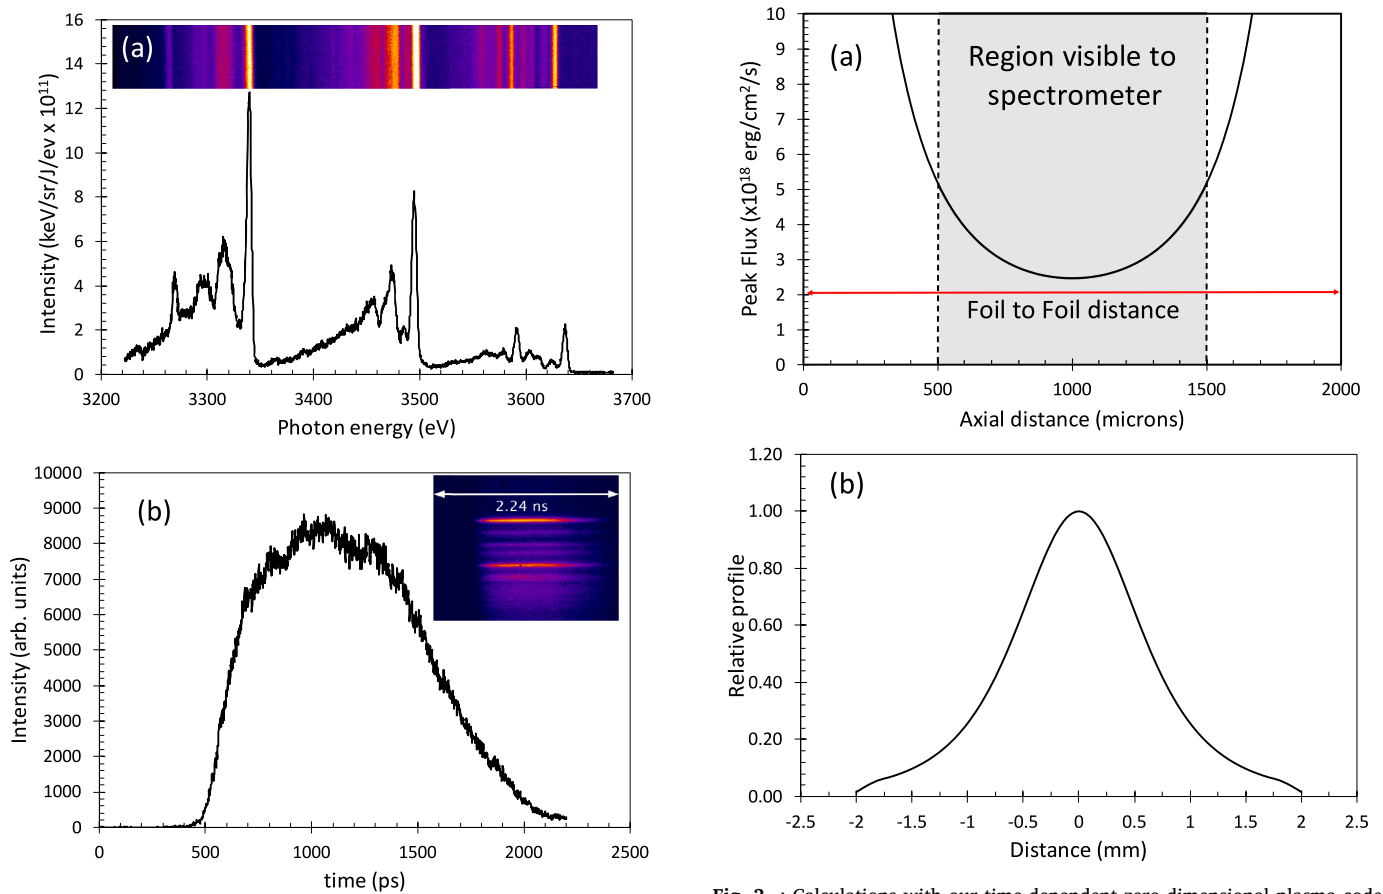 16
14
12
10
8
6
4
2
0
Intensity (keV/sr/J/ev x 10¹¹)
(a)
3200 3300 3400 3500 3600 3700
Photon energy (eV)
10000
9000
8000
7000
6000
5000
4000
3000
2000
1000
0
Intensity (arb. units)
(b)
2.24 ns
0 500 1000 1500 2000 2500
time (ps)
10
9
8
7
6
5
4
3
2
1
0
Peak Flux (x10¹⁸ erg/cm²/s)
(a)
Region visible to
spectrometer
Foil to Foil distance
0 500 1000 1500 2000
Axial distance (microns)
1.20
1.00
0.80
0.60
0.40
0.20
0.00
Relative profile
(b)
-2.5 -2 -1.5 -1 -0.5 0 0.5 1 1.5 2 2.5
Distance (mm)